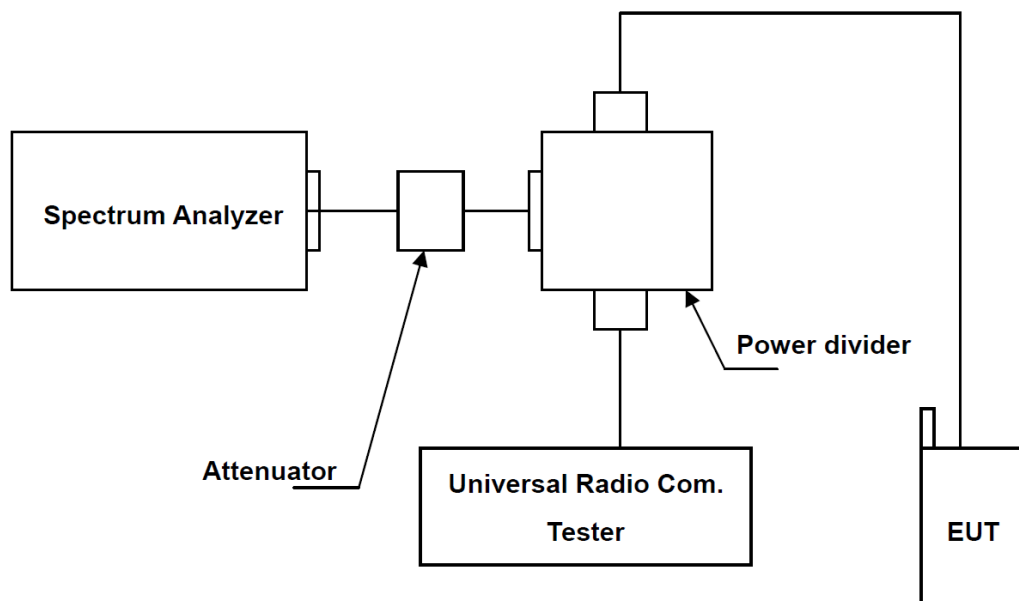 Spectrum Analyzer
Power divider
Attenuator
Universal Radio Com.
Tester
EUT